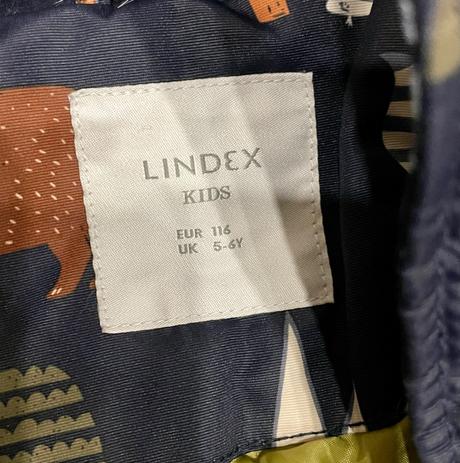 LINDEX
KIDS
EUR 116
UK 5-6Y